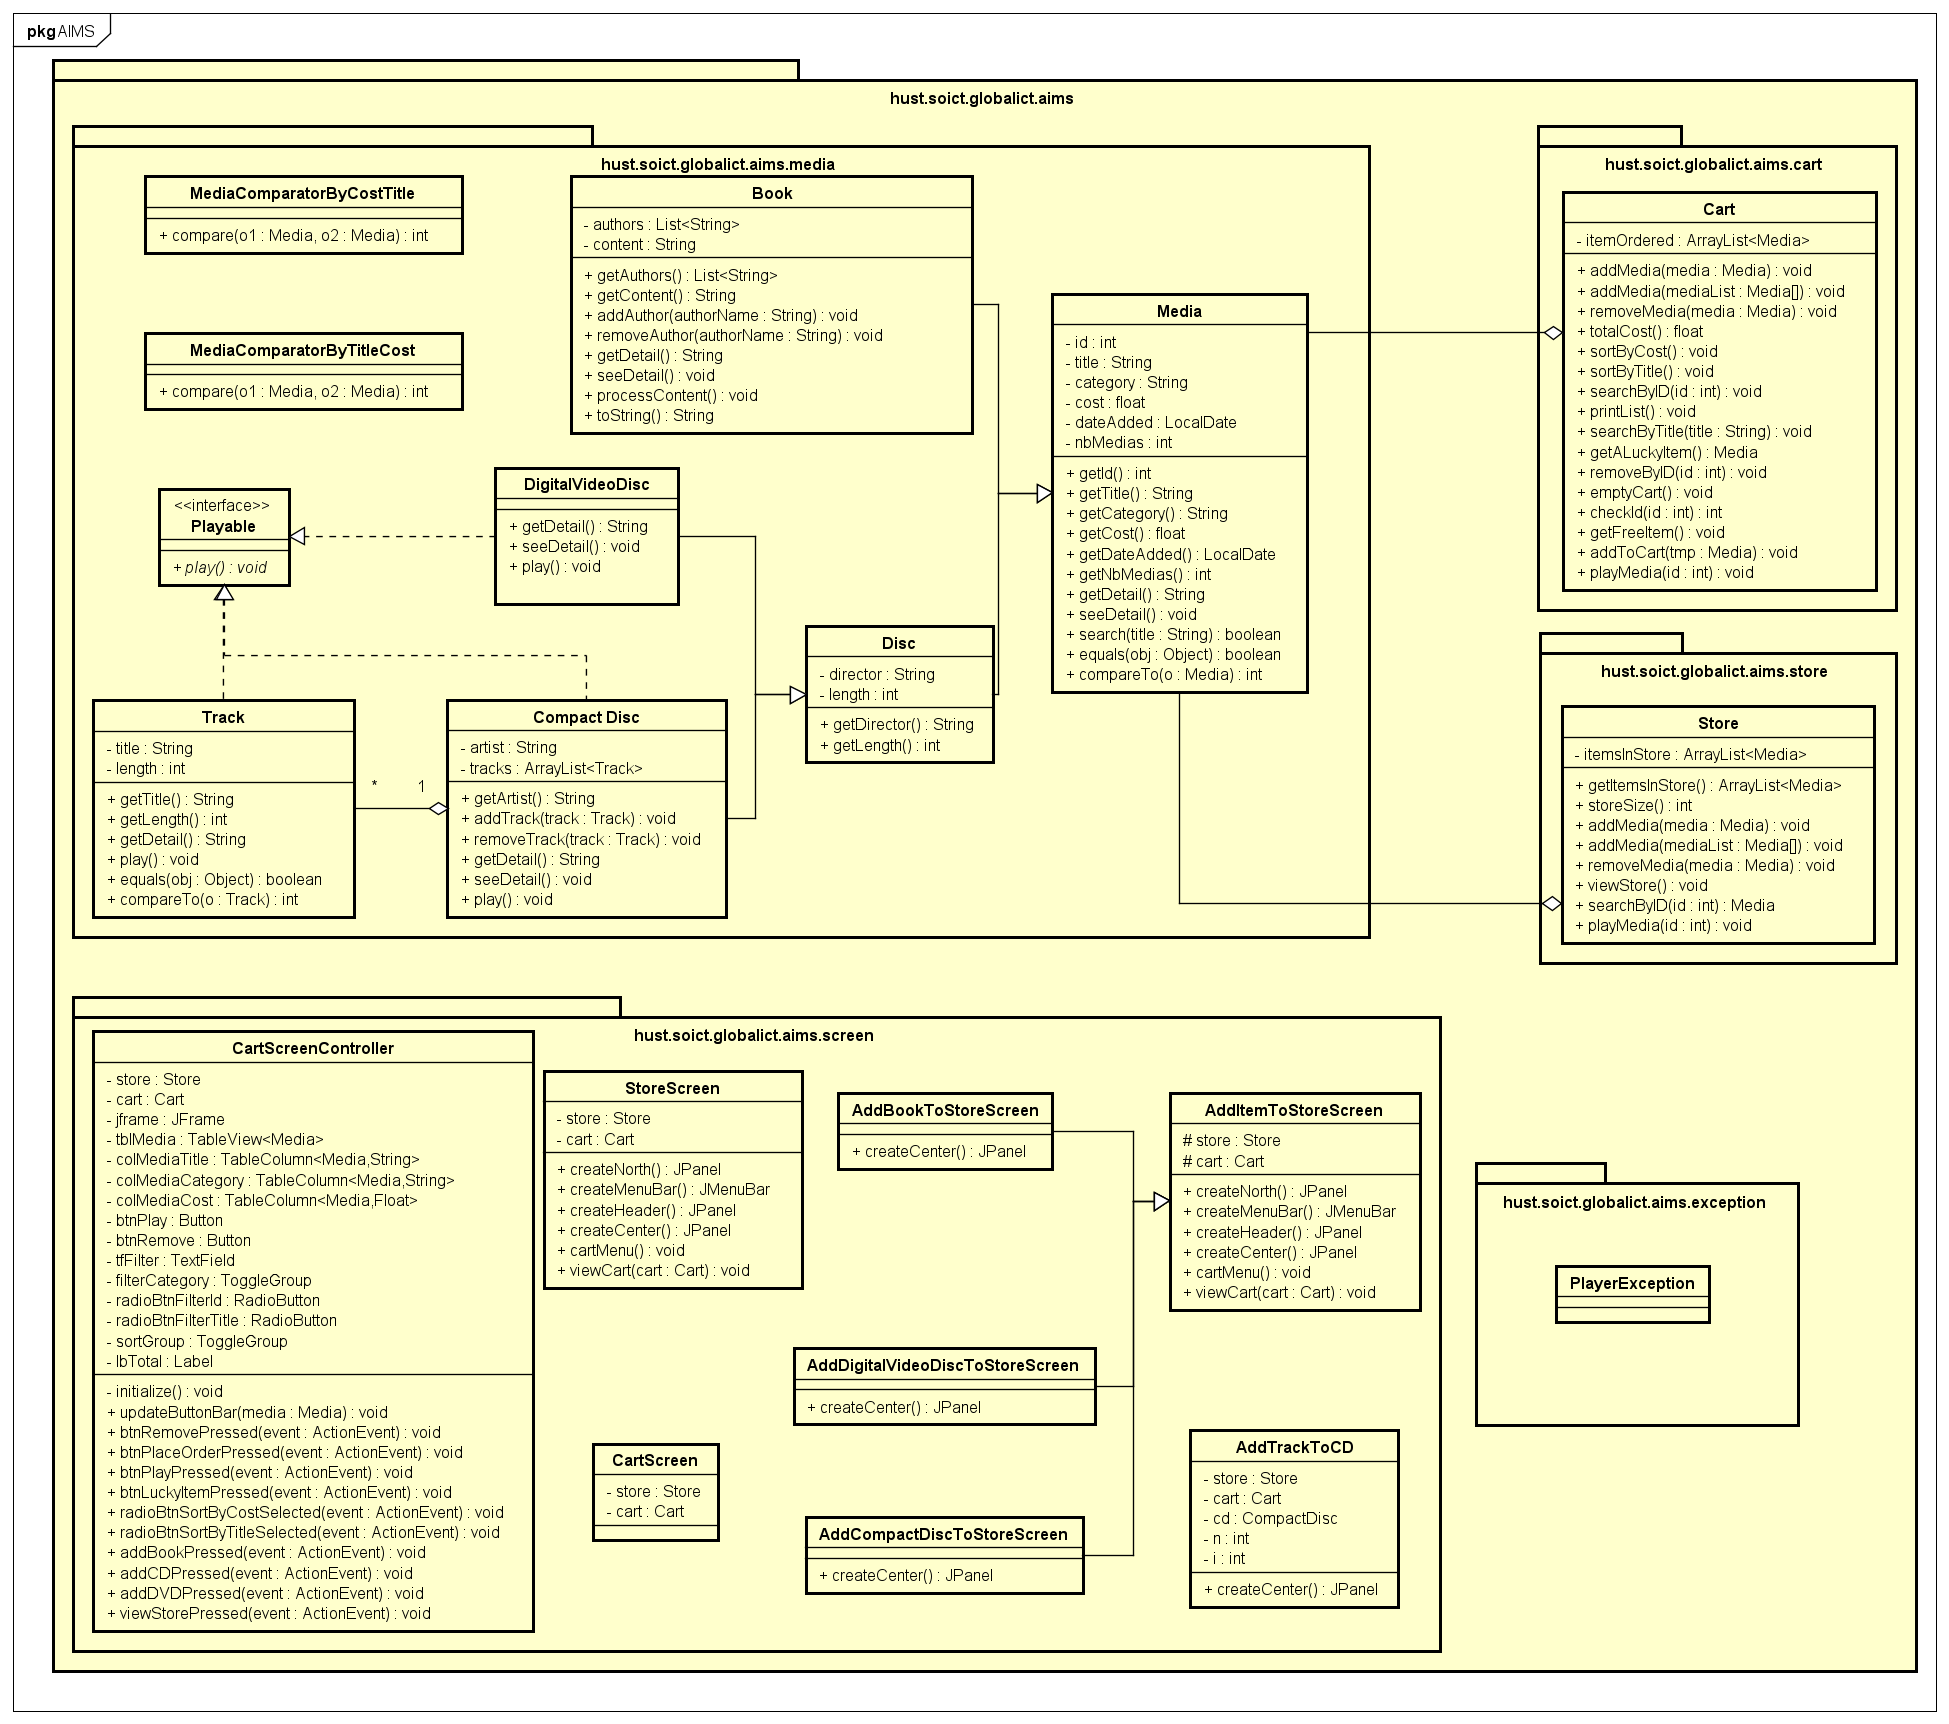 pkg AIMS
hust.soict.globalict.aims
hust.soict.globalict.aims.media
MediaComparatorByCostTitle
+ compare(o1 : Media, o2 : Media) : int
MediaComparatorByTitleCost
+ compare(o1 : Media, o2 : Media) : int
Book
- authors : List<String>
- content : String
+ getAuthors() : List<String>
+ getContent() : String
+ addAuthor(authorName : String) : void
+ removeAuthor(authorName : String) : void
+ getDetail() : String
+ seeDetail() : void
+ processContent() : void
+ toString() : String
<<interface>>
Playable
+ play() : void
DigitalVideoDisc
+ getDetail() : String
+ seeDetail() : void
+ play() : void
Media
- id : int
- title : String
- category : String
- cost : float
- dateAdded : LocalDate
- nbMedias : int
+ getId() : int
+ getTitle() : String
+ getCategory() : String
+ getCost() : float
+ getDateAdded() : LocalDate
+ getNbMedias() : int
+ getDetail() : String
+ seeDetail() : void
+ search(title : String) : boolean
+ equals(obj : Object) : boolean
+ compareTo(o : Media) : int
Disc
- director : String
- length : int
+ getDirector() : String
+ getLength() : int
Track
- title : String
- length : int
+ getTitle() : String
+ getLength() : int
+ getDetail() : String
+ play() : void
+ equals(obj : Object) : boolean
+ compareTo(o : Track) : int
*
1
Compact Disc
- artist : String
- tracks : ArrayList<Track>
+ getArtist() : String
+ addTrack(track : Track) : void
+ removeTrack(track : Track) : void
+ getDetail() : String
+ seeDetail() : void
+ play() : void
hust.soict.globalict.aims.cart
Cart
- itemOrdered : ArrayList<Media>
+ addMedia(media : Media) : void
+ addMedia(mediaList : Media[]) : void
+ removeMedia(media : Media) : void
+ totalCost() : float
+ sortByCost() : void
+ sortByTitle() : void
+ searchByID(id : int) : void
+ printList() : void
+ searchByTitle(title : String) : void
+ getALuckyItem() : Media
+ removeByID(id : int) : void
+ emptyCart() : void
+ checkId(id : int) : int
+ getFreeItem() : void
+ addToCart(tmp : Media) : void
+ playMedia(id : int) : void
hust.soict.globalict.aims.store
Store
- itemsInStore : ArrayList<Media>
+ getItemsInStore() : ArrayList<Media>
+ storeSize() : int
+ addMedia(media : Media) : void
+ addMedia(mediaList : Media[]) : void
+ removeMedia(media : Media) : void
+ viewStore() : void
+ searchByID(id : int) : Media
+ playMedia(id : int) : void
hust.soict.globalict.aims.screen
CartScreenController
- store : Store
- cart : Cart
- jframe : JFrame
- tblMedia : TableView<Media>
- colMediaTitle : TableColumn<Media,String>
- colMediaCategory : TableColumn<Media,String>
- colMediaCost : TableColumn<Media,Float>
- btnPlay : Button
- btnRemove : Button
- tfFilter : TextField
- filterCategory : ToggleGroup
- radioBtnFilterId : RadioButton
- radioBtnFilterTitle : RadioButton
- sortGroup : ToggleGroup
- lbTotal : Label
- initialize() : void
+ updateButtonBar(media : Media) : void
+ btnRemovePressed(event : ActionEvent) : void
+ btnPlaceOrderPressed(event : ActionEvent) : void
+ btnPlayPressed(event : ActionEvent) : void
+ btnLuckyItemPressed(event : ActionEvent) : void
+ radioBtnSortByCostSelected(event : ActionEvent) : void
+ radioBtnSortByTitleSelected(event : ActionEvent) : void
+ addBookPressed(event : ActionEvent) : void
+ addCDPressed(event : ActionEvent) : void
+ addDVDPressed(event : ActionEvent) : void
+ viewStorePressed(event : ActionEvent) : void
StoreScreen
- store : Store
- cart : Cart
+ createNorth() : JPanel
+ createMenuBar() : JMenuBar
+ createHeader() : JPanel
+ createCenter() : JPanel
+ cartMenu() : void
+ viewCart(cart : Cart) : void
AddBookToStoreScreen
+ createCenter() : JPanel
AddItemToStoreScreen
# store : Store
# cart : Cart
+ createNorth() : JPanel
+ createMenuBar() : JMenuBar
+ createHeader() : JPanel
+ createCenter() : JPanel
+ cartMenu() : void
+ viewCart(cart : Cart) : void
AddDigitalVideoDiscToStoreScreen
+ createCenter() : JPanel
CartScreen
- store : Store
- cart : Cart
AddCompactDiscToStoreScreen
+ createCenter() : JPanel
AddTrackToCD
- store : Store
- cart : Cart
- cd : CompactDisc
- n : int
- i : int
+ createCenter() : JPanel
hust.soict.globalict.aims.exception
PlayerException